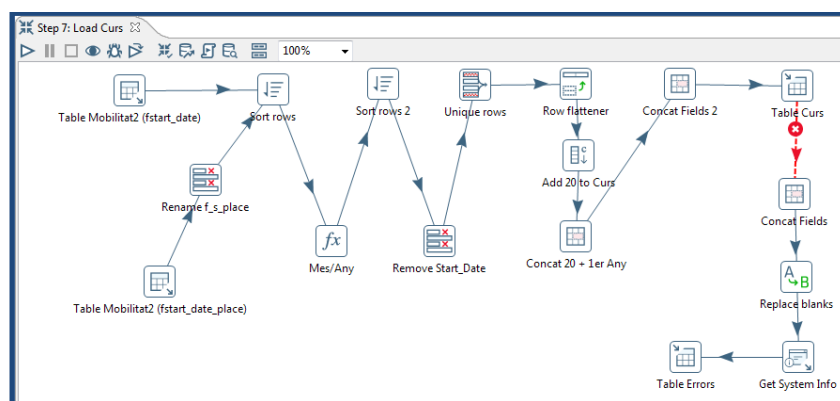 Step 7: Load Curs
100%
Table Mobilitat2 (fstart_date)
Sort rows
Sort rows 2
Unique rows
Row flattener
Concat Fields 2
Table Curs
Rename f_s_place
Add 20 to Curs
Concat Fields
Mes/Any
Remove Start_Date
Concat 20 + 1er Any
Table Mobilitat2 (fstart_date_place)
Replace blanks
Table Errors
Get System Info